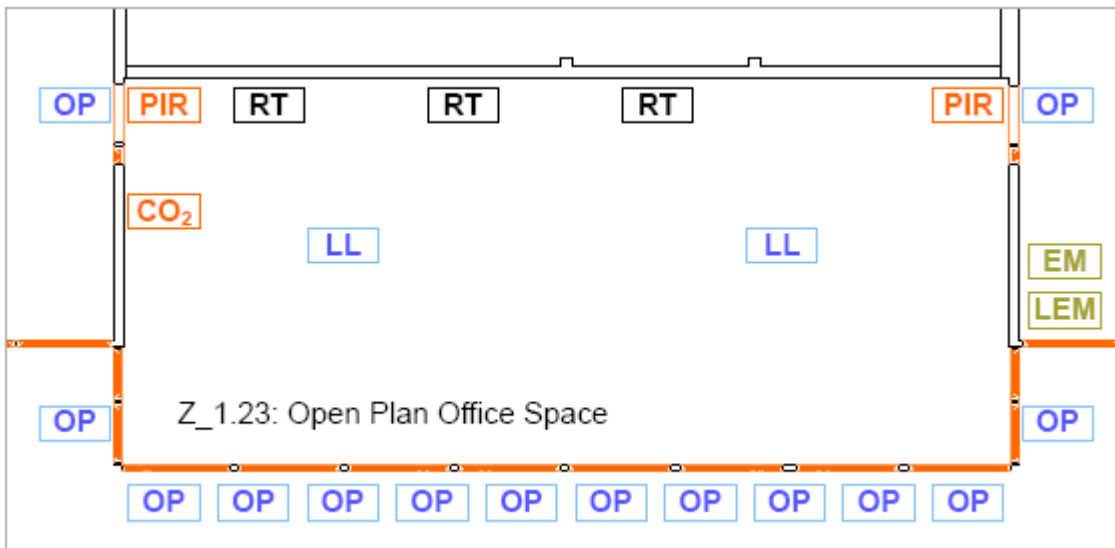 OP PIR RT RT RT PIR OP
CO₂
LL LL
EM
LEM
OP Z_1.23: Open Plan Office Space OP
OP OP OP OP OP OP OP OP OP OP